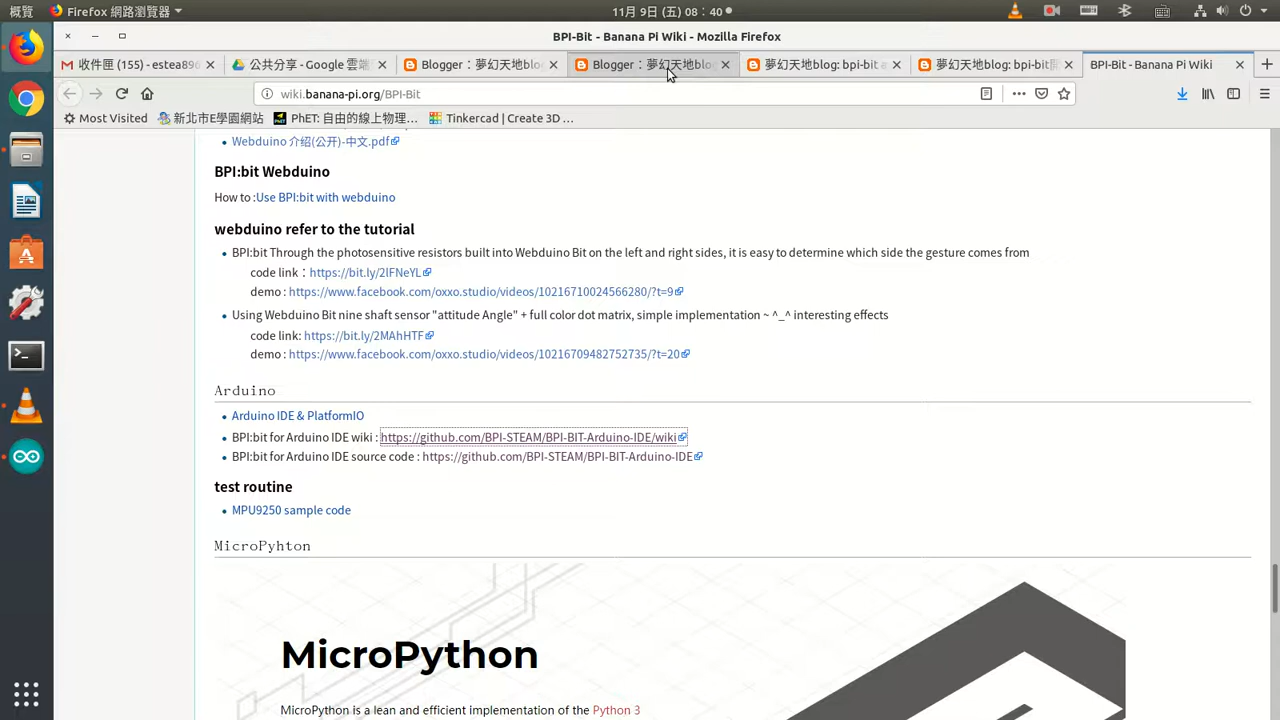 概覽 Firefox 網路瀏覽器 11月 9日 (五) 08：40
BPI-Bit - Banana Pi Wiki - Mozilla Firefox
收件匣 (155) - estea896 公共分享 - Google 雲端 Blogger：夢幻天地blo Blogger：夢幻天地blog 夢幻天地blog: bpi-bit a 夢幻天地blog: bpi-bit BPI-Bit - Banana Pi Wiki
wiki.banana-pi.org/BPI-Bit
Most Visited 新北市E學園網站 PhET: 自由的線上物理... Tinkercad | Create 3D ...
Webduino 介绍(公开)-中文.pdf
BPI:bit Webduino
How to :Use BPI:bit with webduino
webduino refer to the tutorial
BPI:bit Through the photosensitive resistors built into Webduino Bit on the left and right sides, it is easy to determine which side the gesture comes from
code link：https://bit.ly/2lFNeYL
demo : https://www.facebook.com/oxxo.studio/videos/10216710024566280/?t=9
Using Webduino Bit nine shaft sensor "attitude Angle" + full color dot matrix, simple implementation ~ ^_^ interesting effects
code link: https://bit.ly/2MAhHTF
demo : https://www.facebook.com/oxxo.studio/videos/10216709482752735/?t=20
Arduino
Arduino IDE & PlatformIO
BPI:bit for Arduino IDE wiki : https://github.com/BPI-STEAM/BPI-BIT-Arduino-IDE/wiki
BPI:bit for Arduino IDE source code : https://github.com/BPI-STEAM/BPI-BIT-Arduino-IDE
test routine
MPU9250 sample code
MicroPyhton
MicroPython
MicroPython is a lean and efficient implementation of the Python 3